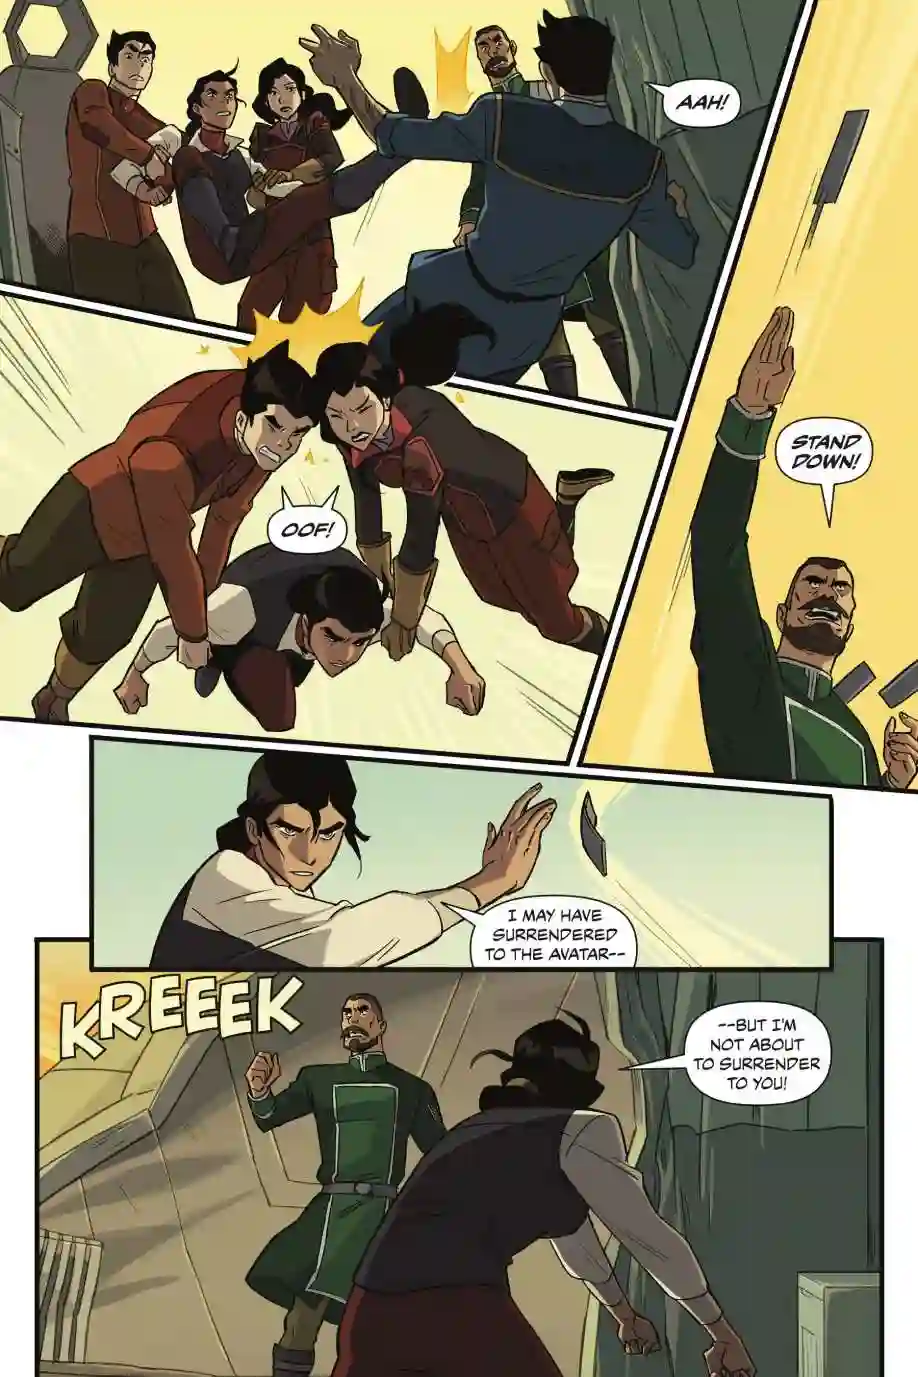 AAH!
OOF!
STAND
DOWN!
I MAY HAVE
SURRENDERED
TO THE AVATAR--
KREEEK
--BUT I'M
NOT ABOUT
TO SURRENDER
TO YOU!